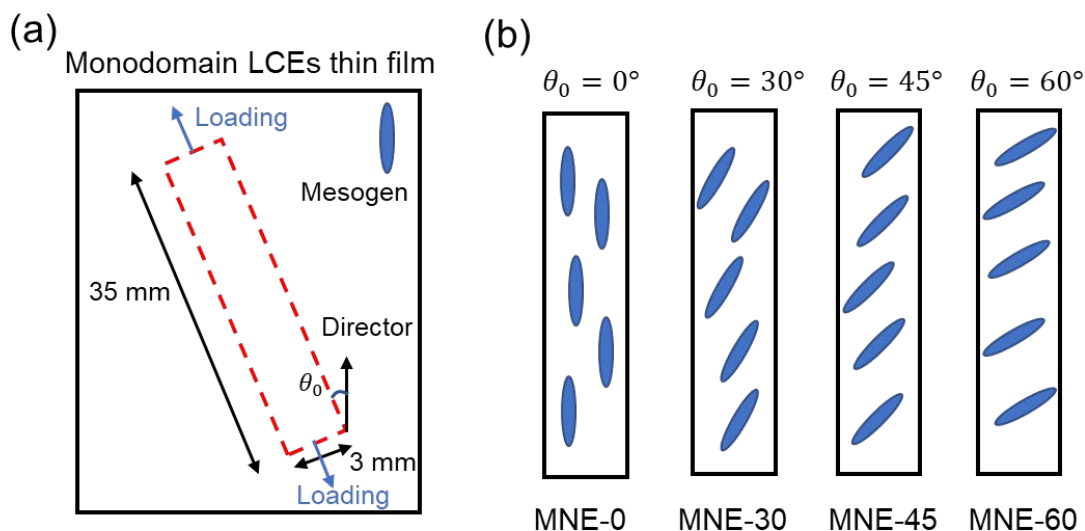 (a)
Monodomain LCEs thin film
Loading
Mesogen
35 mm
Director
θ₀
3 mm
Loading
(b)
θ₀ = 0° θ₀ = 30° θ₀ = 45° θ₀ = 60°
MNE-0 MNE-30 MNE-45 MNE-60